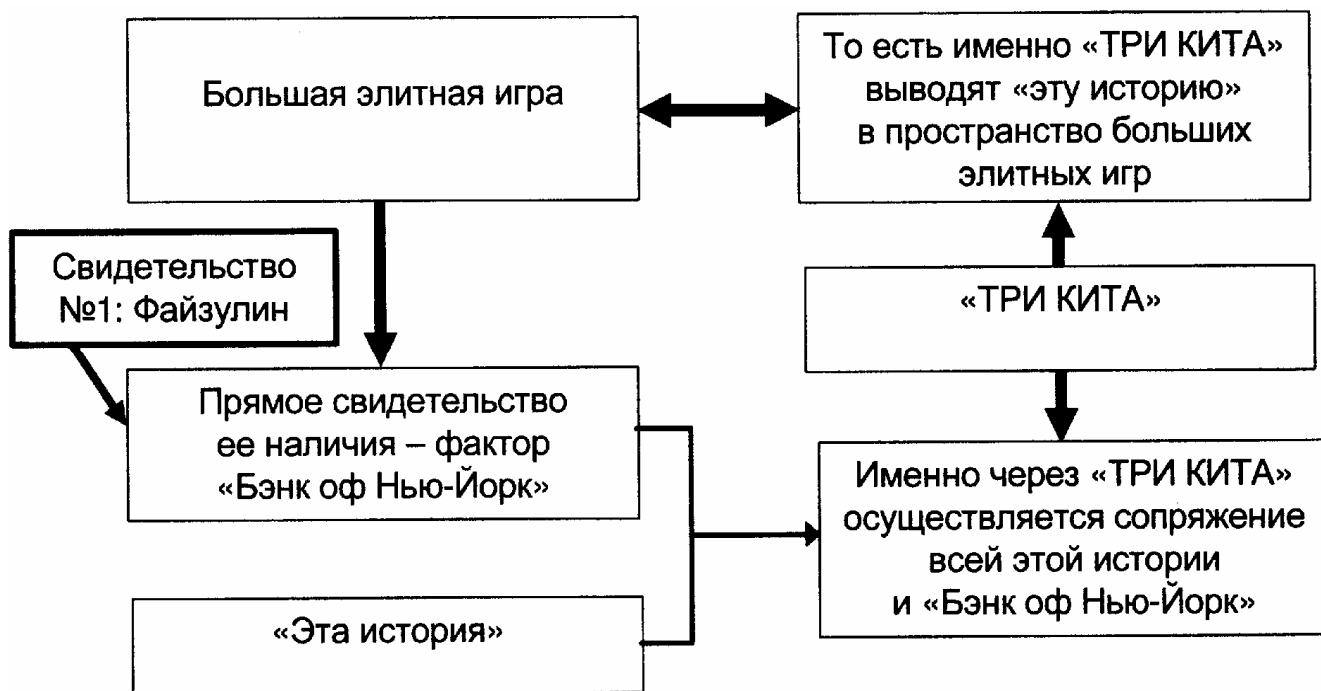 Большая элитная игра
То есть именно «ТРИ КИТА»
выводят «эту историю»
в пространство больших
элитных игр
Свидетельство
№1: Файзулин
«ТРИ КИТА»
Прямое свидетельство
ее наличия – фактор
«Бэнк оф Нью-Йорк»
Именно через «ТРИ КИТА»
осуществляется сопряжение
всей этой истории
и «Бэнк оф Нью-Йорк»
«Эта история»